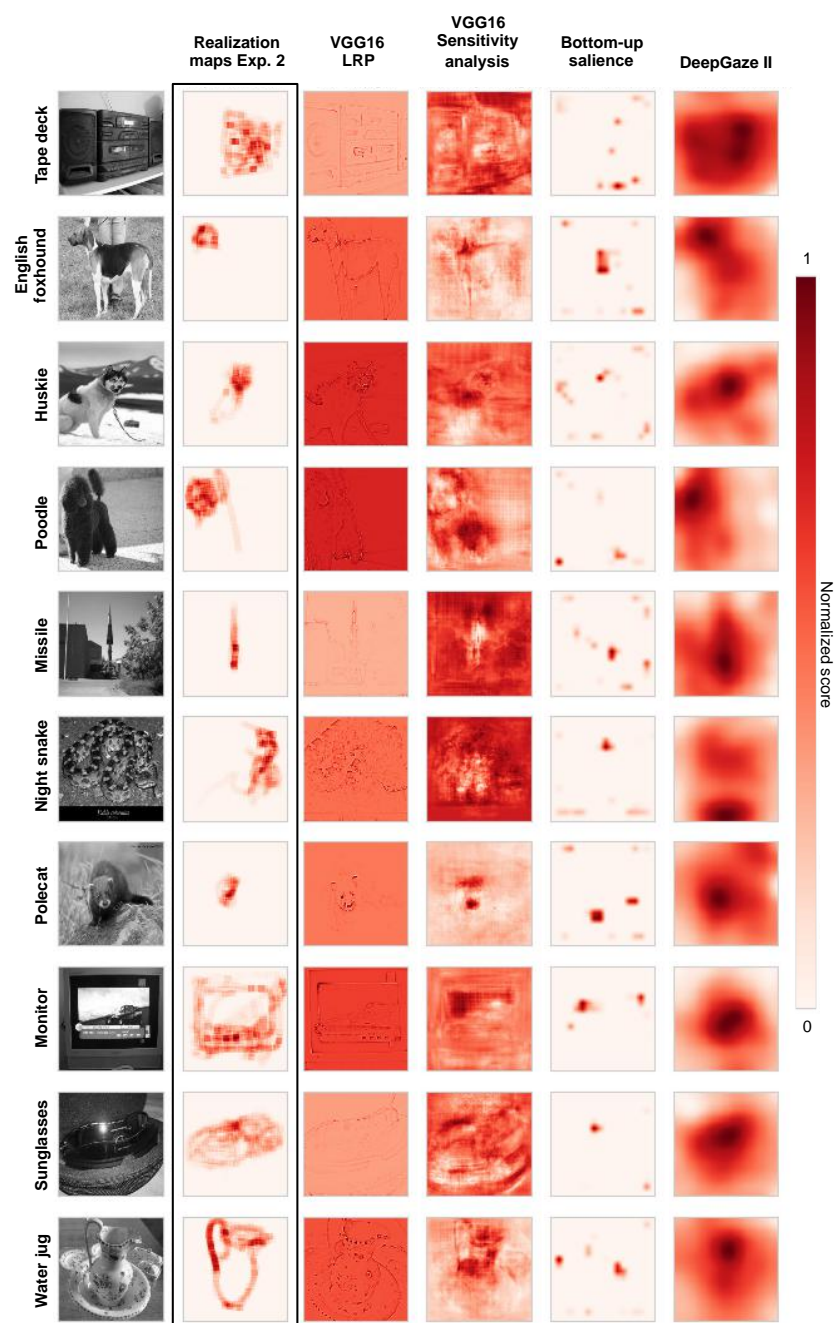 Realization
maps Exp. 2
VGG16
LRP
VGG16
Sensitivity
analysis
Bottom-up
salience
DeepGaze II
Tape deck
English
foxhound
Huskie
Poodle
Missile
Night snake
Polecat
Monitor
Sunglasses
Water jug
1
Normalized score
0